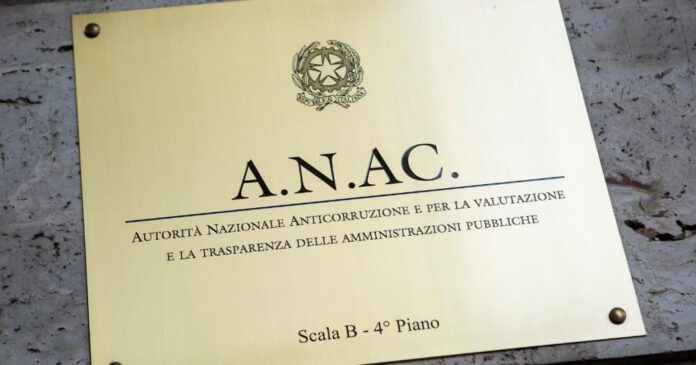 A.N.AC.
Autorità Nazionale Anticorruzione e per la valutazione
e la trasparenza delle amministrazioni pubbliche
Scala B - 4° Piano